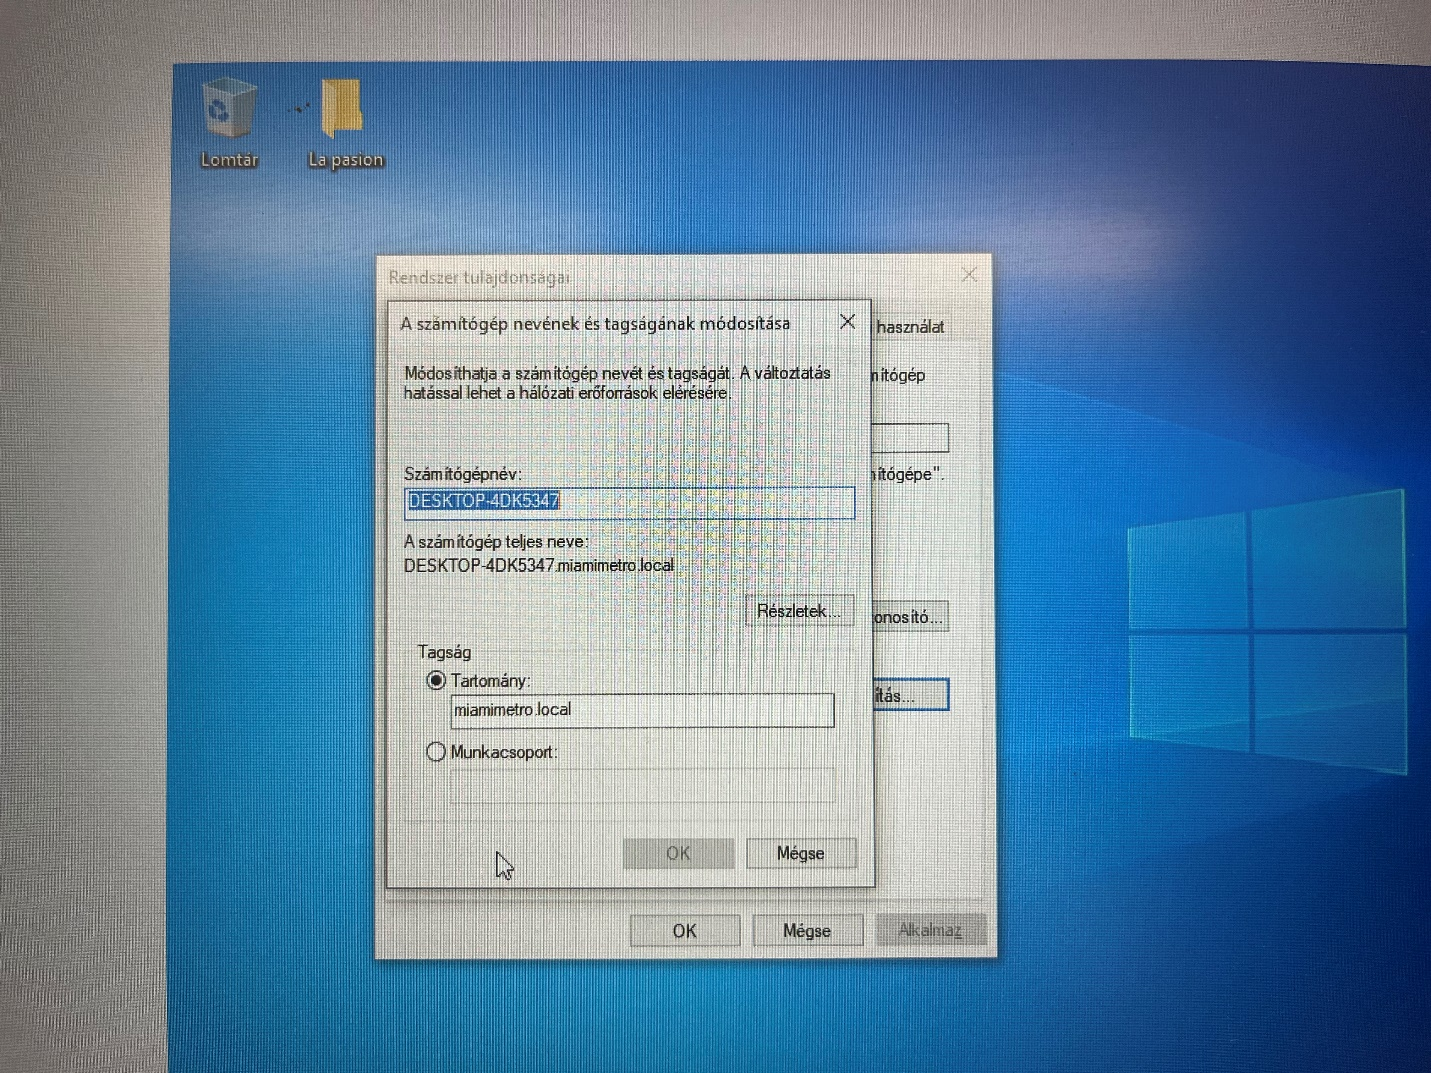 Lomtár
La pasion
Rendszer tulajdonságai
A számítógép nevének és tagságának módosítása
használat
Módosíthatja a számítógép nevét és tagságát. A változtatás
hatással lehet a hálózati erőforrások elérésére.
nítógép
Számítógépnév:
ítógépe".
DESKTOP-4DK5347
A számítógép teljes neve:
DESKTOP-4DK5347.miamimetro.local
Részletek...
onosító...
Tagság
Tartomány:
miamimetro.local
ítás...
Munkacsoport:
OK
Mégse
OK
Mégse
Alkalmaz